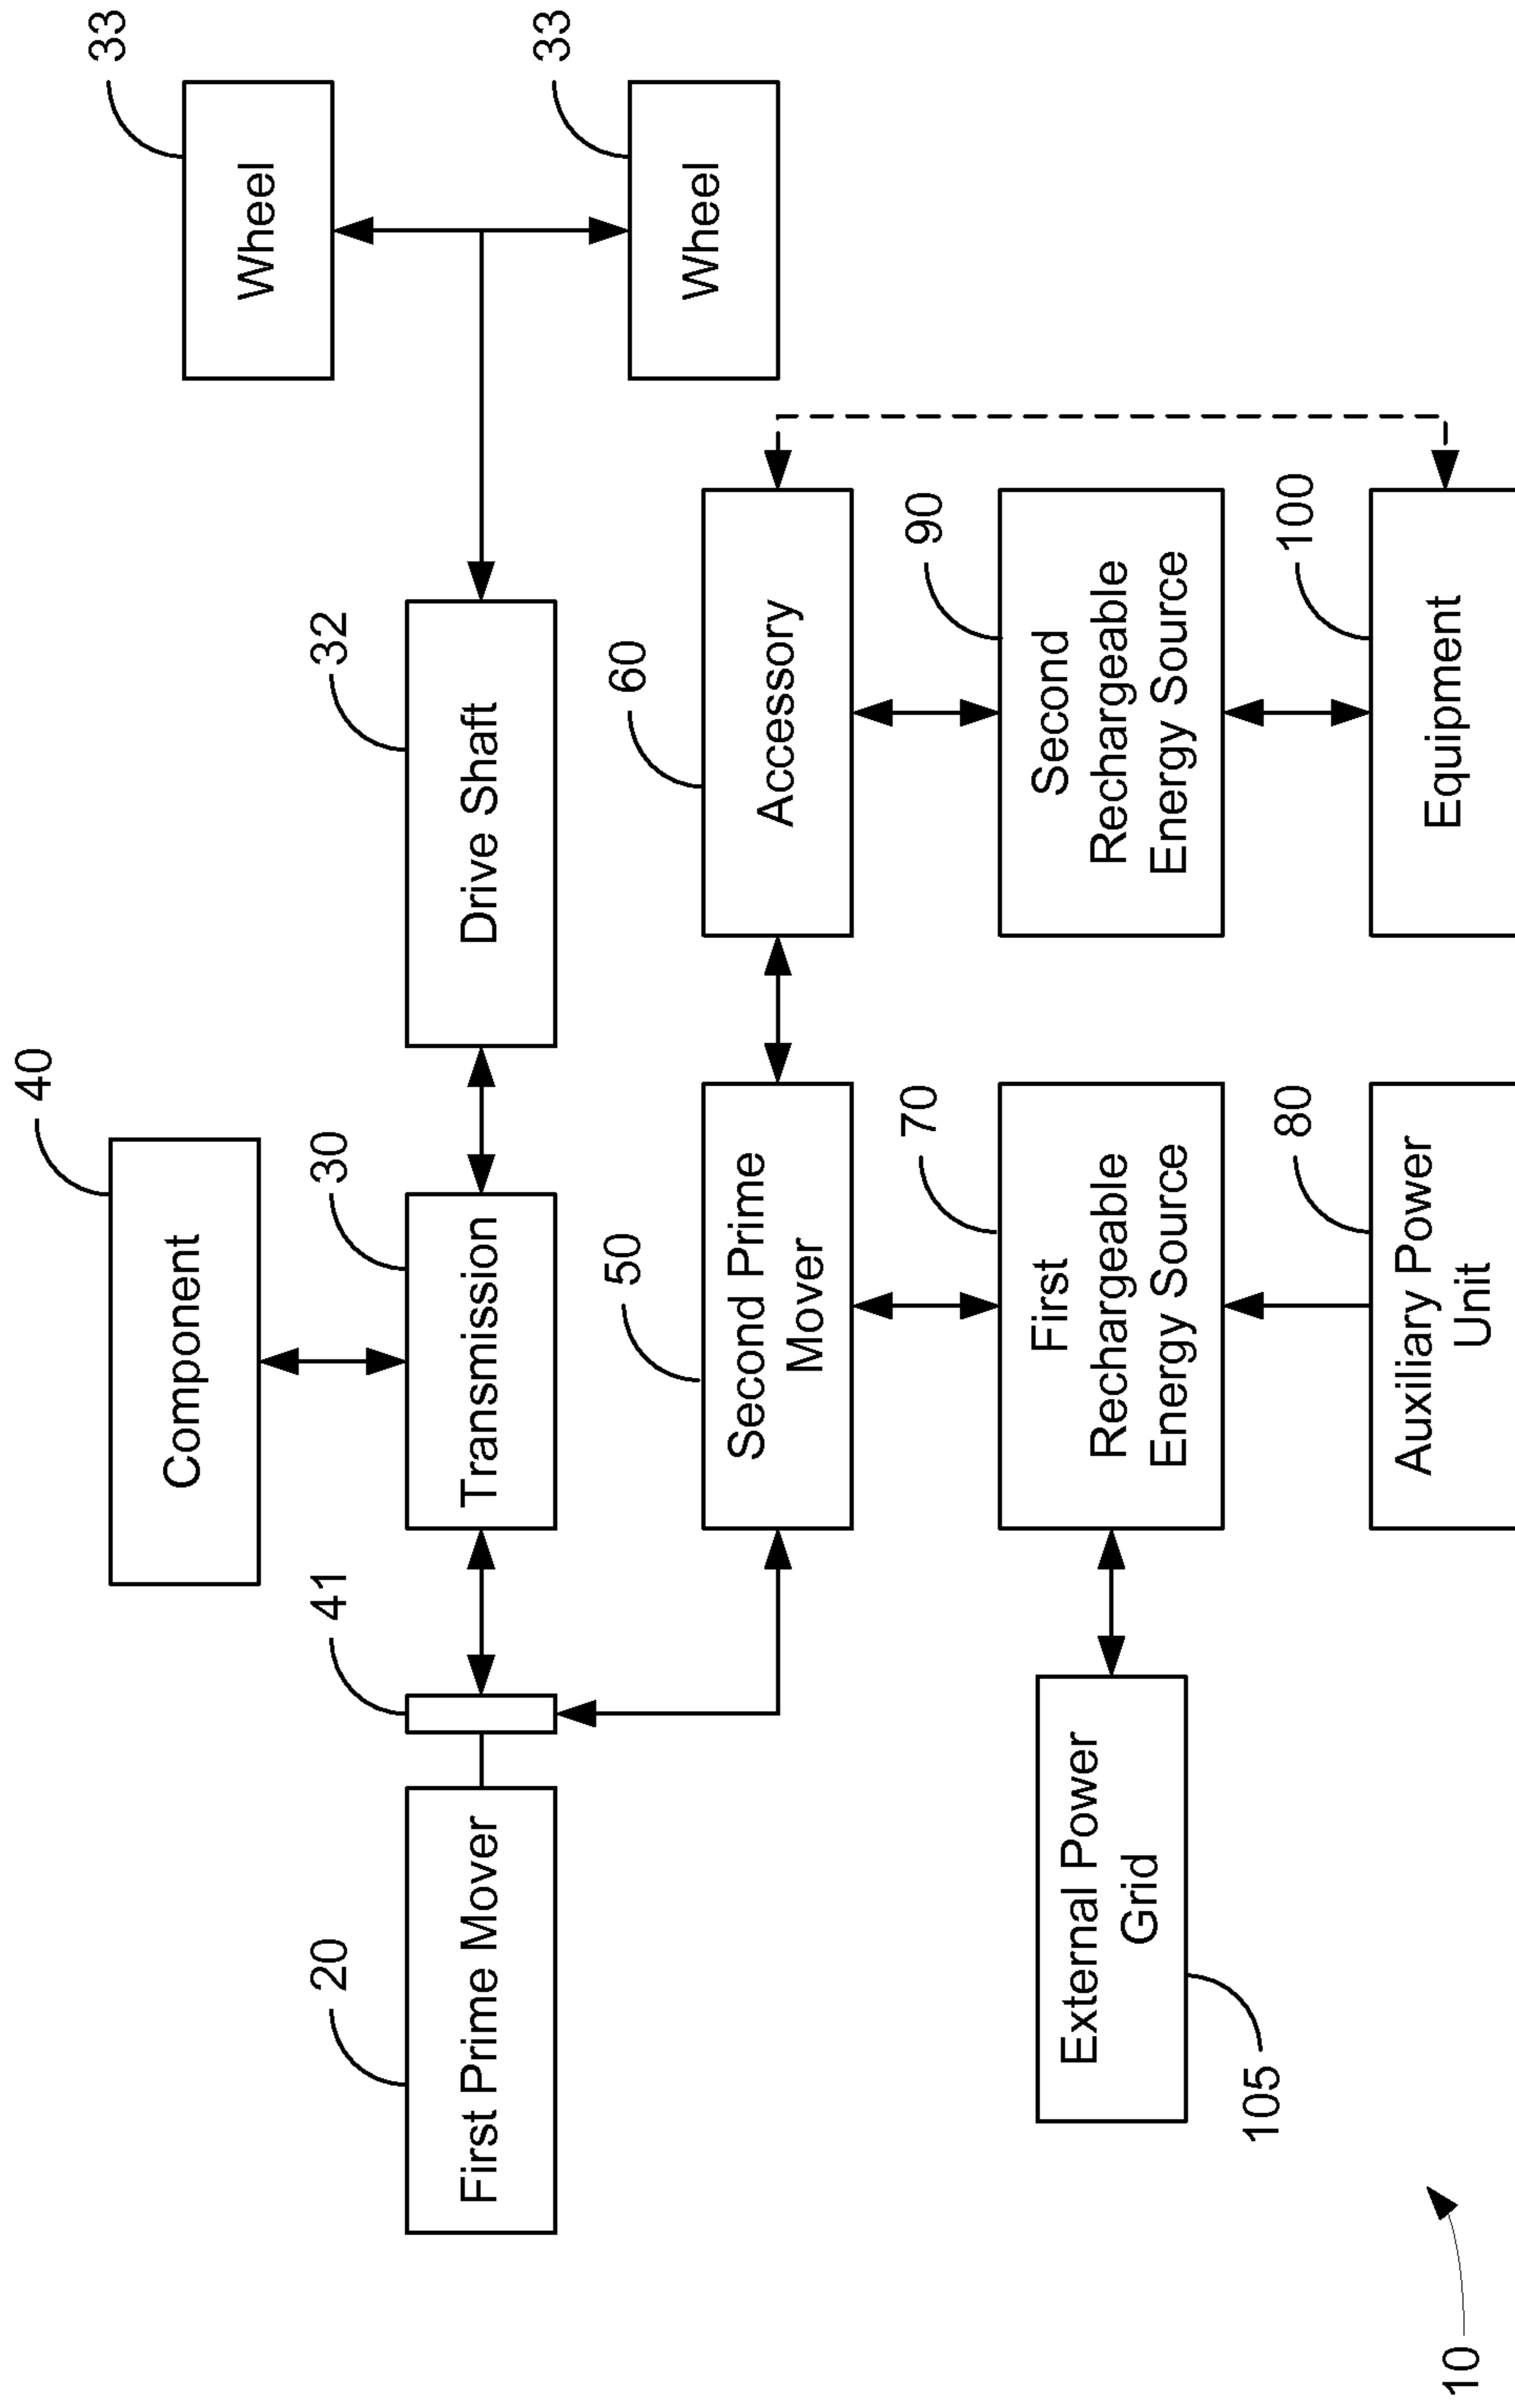 40
Component
33
Wheel
20
First Prime Mover
41
30
Transmission
32
Drive Shaft
33
Wheel
50
Second Prime
Mover
60
Accessory
105
External Power
Grid
70
First
Rechargeable
Energy Source
90
Second
Rechargeable
Energy Source
10
80
Auxiliary Power
Unit
100
Equipment